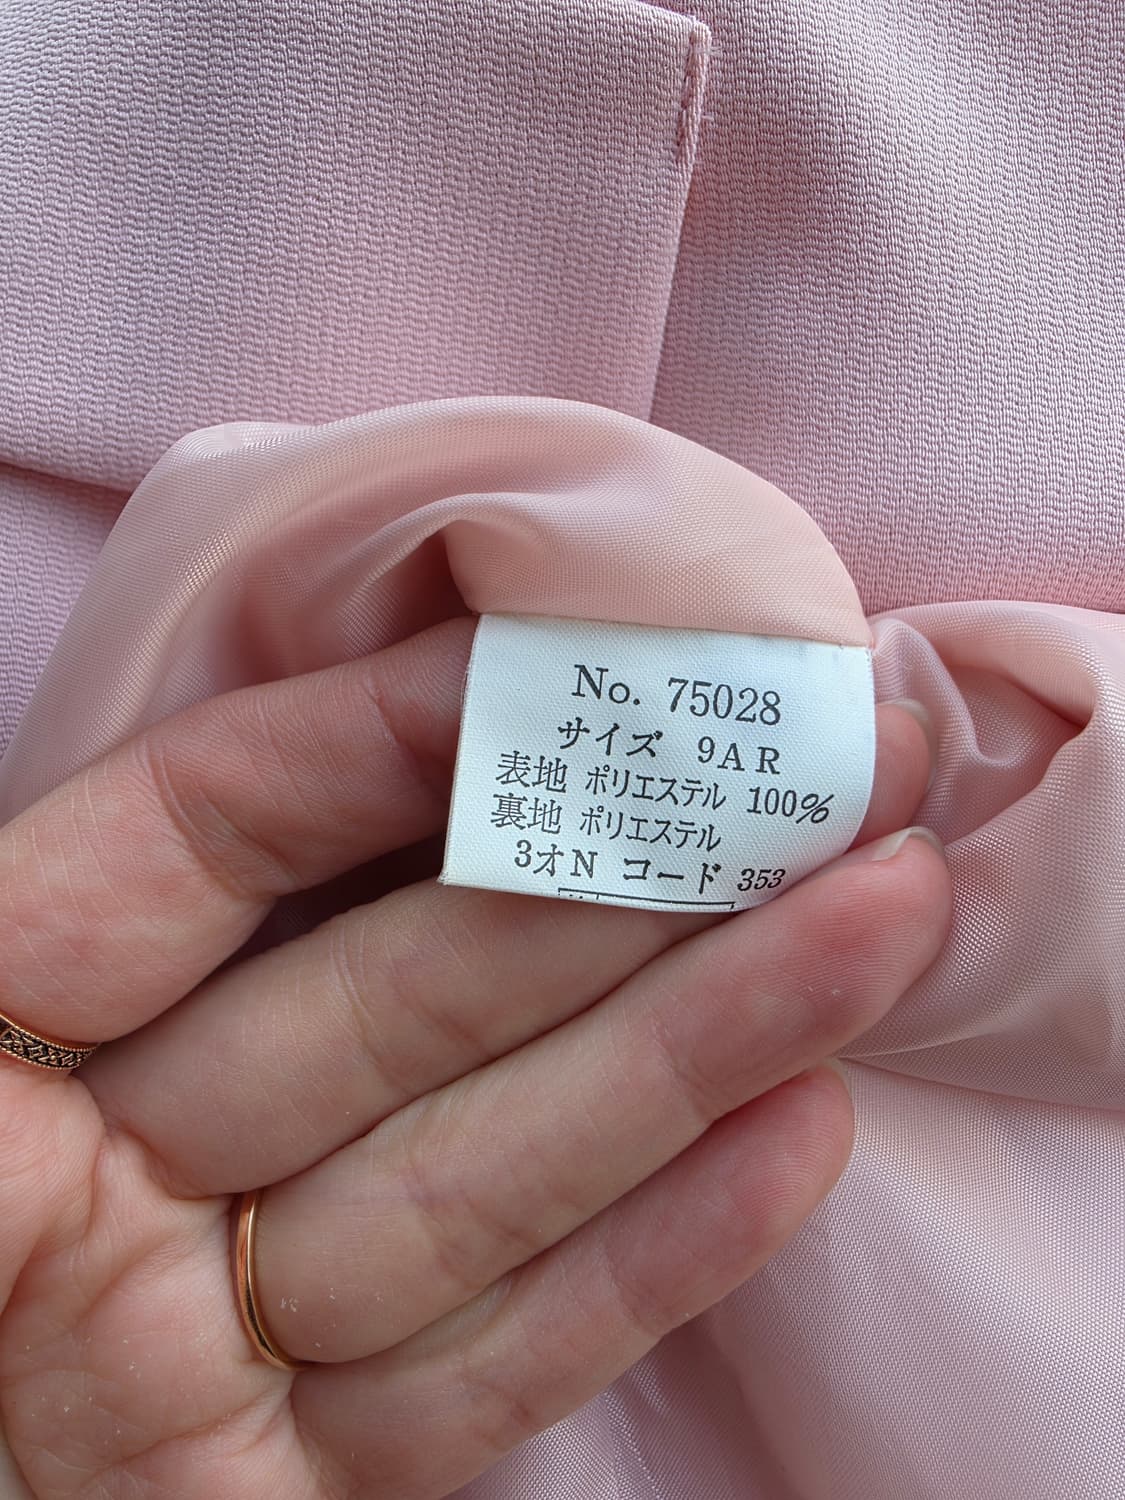 No. 75028
サイズ 9AR
表地 ポリエステル 100%
裏地 ポリエステル
3オN コード 353